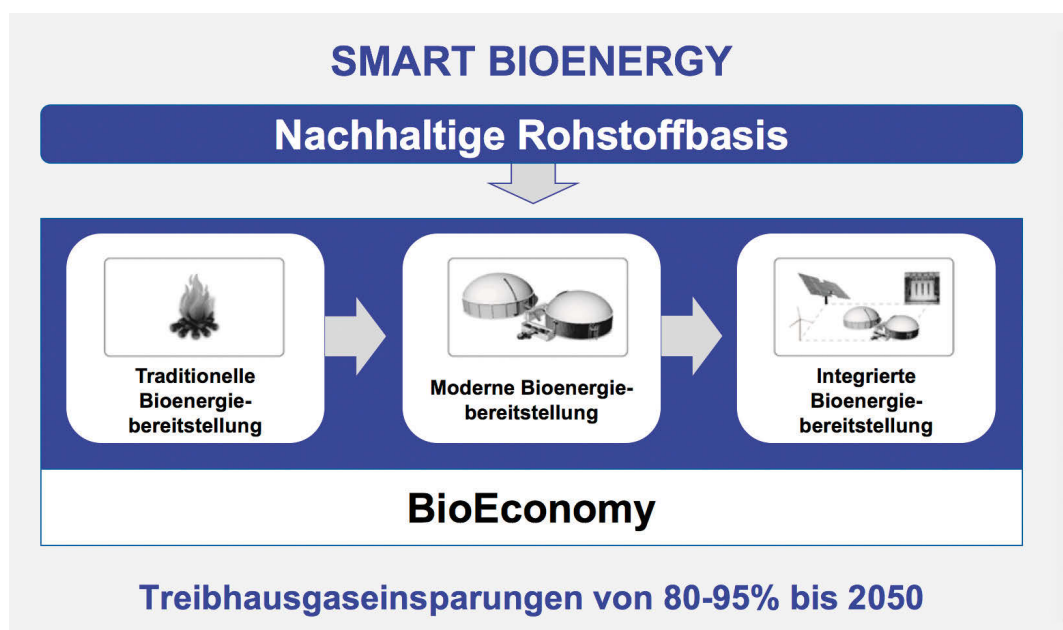 SMART BIOENERGY
Nachhaltige Rohstoffbasis
Traditionelle
Bioenergie-
bereitstellung
Moderne Bioenergie-
bereitstellung
Integrierte
Bioenergie-
bereitstellung
BioEconomy
Treibhausgaseinsparungen von 80-95% bis 2050